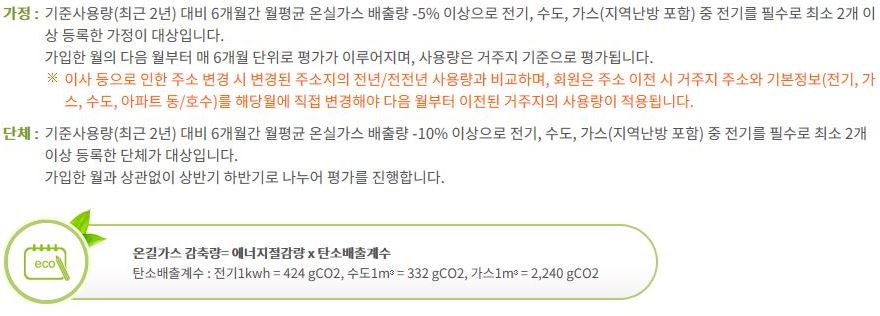 가정 : 기준사용량(최근 2년) 대비 6개월간 월평균 온실가스 배출량 -5% 이상으로 전기, 수도, 가스(지역난방 포함) 중 전기를 필수로 최소 2개 이
상 등록한 가정이 대상입니다.
가입한 월의 다음 월부터 매 6개월 단위로 평가가 이루어지며, 사용량은 거주지 기준으로 평가됩니다.
※ 이사 등으로 인한 주소 변경 시 변경된 주소지의 전년/전전년 사용량과 비교하며, 회원은 주소 이전 시 거주지 주소와 기본정보(전기, 가
스, 수도, 아파트 동/호수)를 해당월에 직접 변경해야 다음 월부터 이전된 거주지의 사용량이 적용됩니다.
단체 : 기준사용량(최근 2년) 대비 6개월간 월평균 온실가스 배출량 -10% 이상으로 전기, 수도, 가스(지역난방 포함) 중 전기를 필수로 최소 2개
이상 등록한 단체가 대상입니다.
가입한 월과 상관없이 상반기 하반기로 나누어 평가를 진행합니다.
eco
온길가스 감축량= 에너지절감량 x 탄소배출계수
탄소배출계수 : 전기1kwh = 424 gCO2, 수도1m³ = 332 gCO2, 가스1m³ = 2,240 gCO2